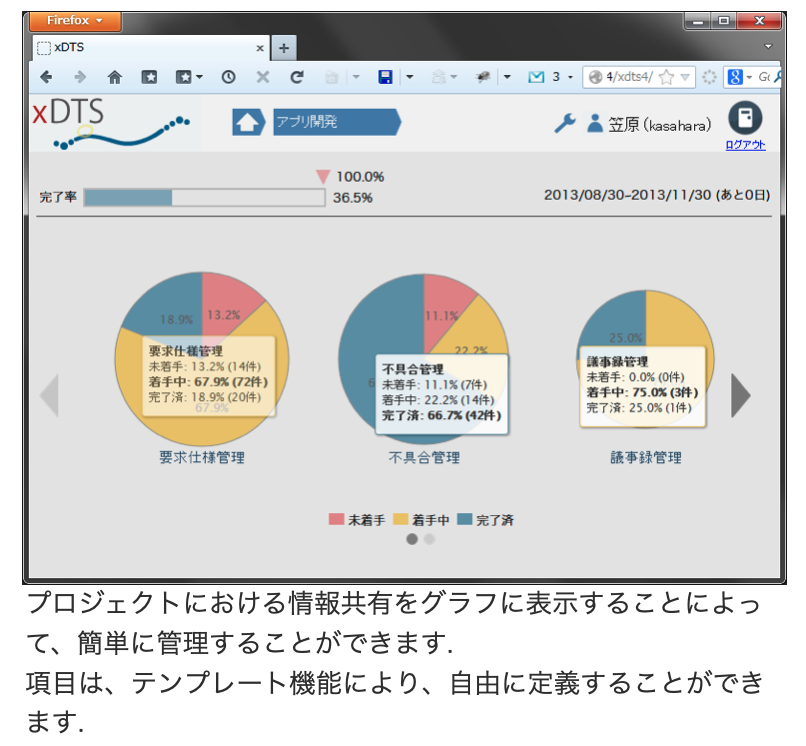 Firefox
xDTS
3
4/xdts4/
xDTS
アプリ開発
笠原 (kasahara)
ログアウト
100.0%
完了率
36.5%
2013/08/30-2013/11/30 (あと0日)
18.9%
13.2%
要求仕様管理
未着手: 13.2% (14件)
着手中: 67.9% (72件)
完了済: 18.9% (20件)
67.9%
要求仕様管理
11.1%
22.2%
不具合管理
未着手: 11.1% (7件)
着手中: 22.2% (14件)
完了済: 66.7% (42件)
不具合管理
25.0%
議事録管理
未着手: 0.0% (0件)
着手中: 75.0% (3件)
完了済: 25.0% (1件)
議事録管理
未着手 着手中 完了済
プロジェクトにおける情報共有をグラフに表示することによっ
て、簡単に管理することができます.
項目は、テンプレート機能により、自由に定義することができ
ます.